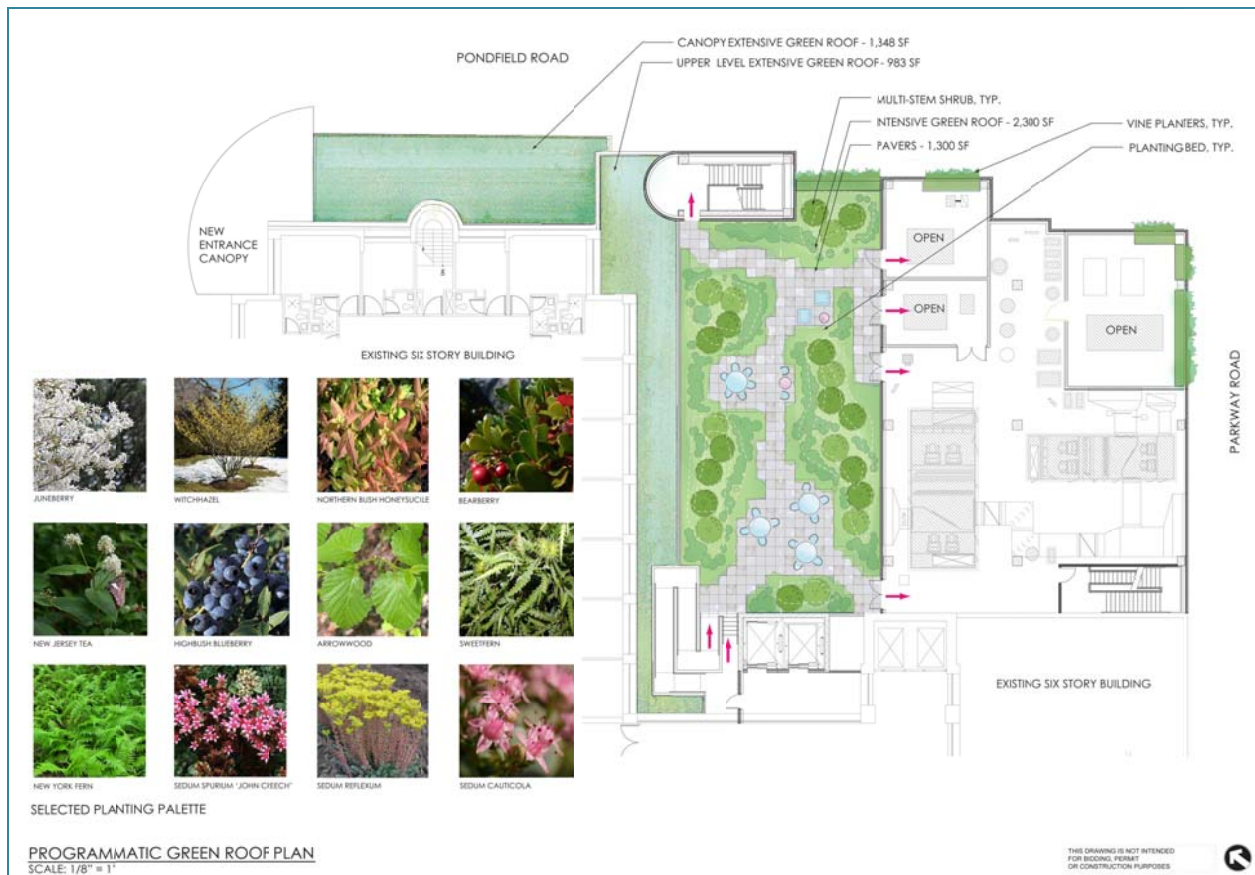 PONDFIELD ROAD
CANOPY EXTENSIVE GREEN ROOF - 1,348 SF
UPPER LEVEL EXTENSIVE GREEN ROOF - 983 SF
MULTI-STEM SHRUB, TYP.
INTENSIVE GREEN ROOF - 2,300 SF
PAVERS - 1,300 SF
VINE PLANTERS, TYP.
PLANTING BED, TYP.
NEW
ENTRANCE
CANOPY
OPEN
OPEN
OPEN
EXISTING SIX STORY BUILDING
PARKWAY ROAD
JUNEBERRY
WITCHHAZEL
NORTHERN BUSH HONEYSUCILE
BEARBERRY
NEW JERSEY TEA
HIGHBUSH BLUEBERRY
ARROWWOOD
SWEETFERN
EXISTING SIX STORY BUILDING
NEW YORK FERN
SEDUM SPURIUM 'JOHN CREECH'
SEDUM REFLEXUM
SEDUM CAUTICOLA
SELECTED PLANTING PALETTE
PROGRAMMATIC GREEN ROOF PLAN
SCALE: 1/8" = 1'
THIS DRAWING IS NOT INTENDED
FOR BIDDING, PERMIT
OR CONSTRUCTION PURPOSES